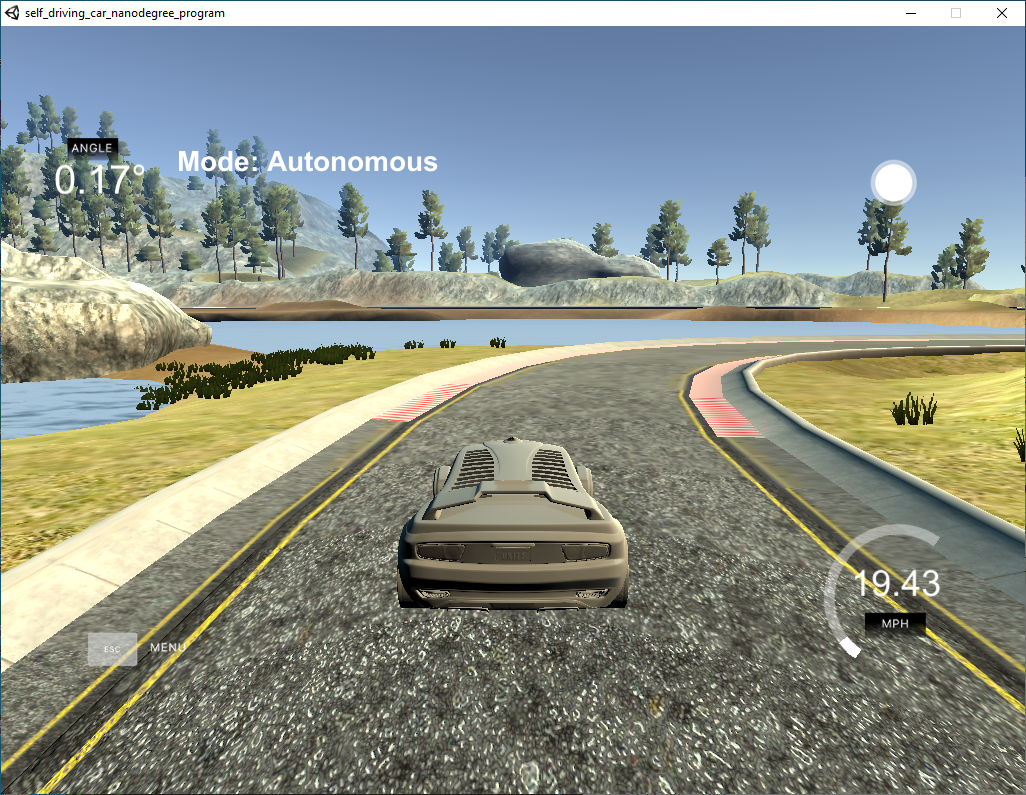 self_driving_car_nanodegree_program
ANGLE
0.17°
Mode: Autonomous
19.43
MPH
ESC
MENU